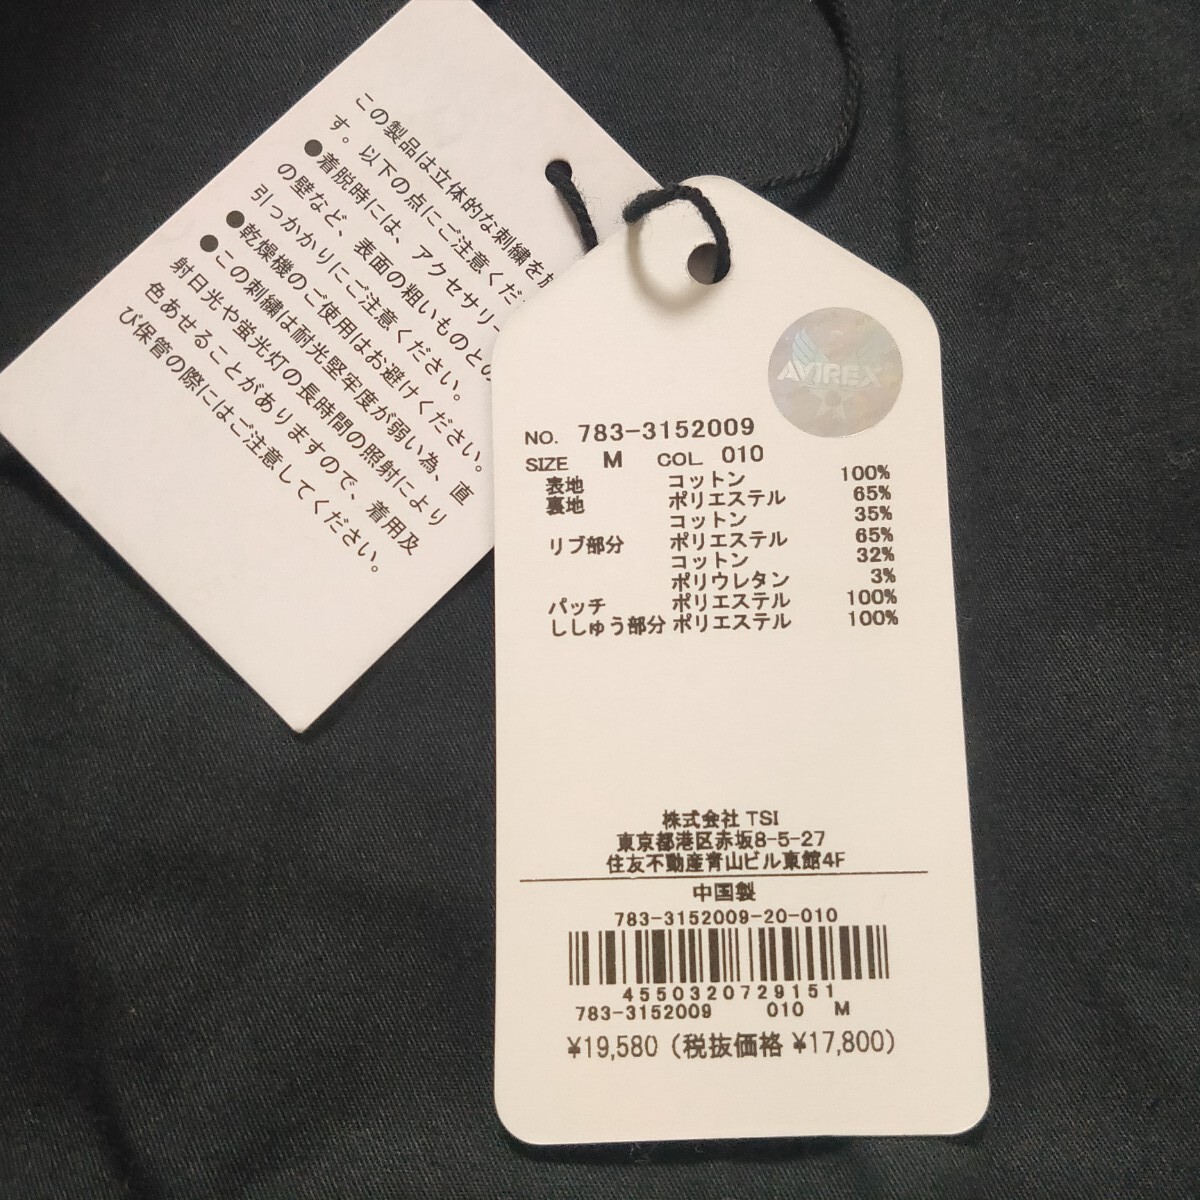 この製品は立体的な刺繍を
す。以下の点にご注意くだ
●着脱時には、アクセサリー
の壁など、表面の粗いものとの
引っかかりにご注意ください。
●乾燥機のご使用はお避けください。
●この刺繍は耐光堅牢度が弱い為、直
射日光や蛍光灯の長時間の照射により
色あせることがありますので、着用及
び保管の際にはご注意してください。
AVIREX
NO. 783-3152009
SIZE M COL 010
表地 コットン 100%
裏地 ポリエステル 65%
コットン 35%
リブ部分 ポリエステル 65%
コットン 32%
ポリウレタン 3%
パッチ ポリエステル 100%
ししゅう部分 ポリエステル 100%
株式会社 TSI
東京都港区赤坂8-5-27
住友不動産青山ビル東館4F
中国製
783-3152009-20-010
4550320729151
783-3152009 010 M
¥19,580 (税抜価格 ¥17,800)